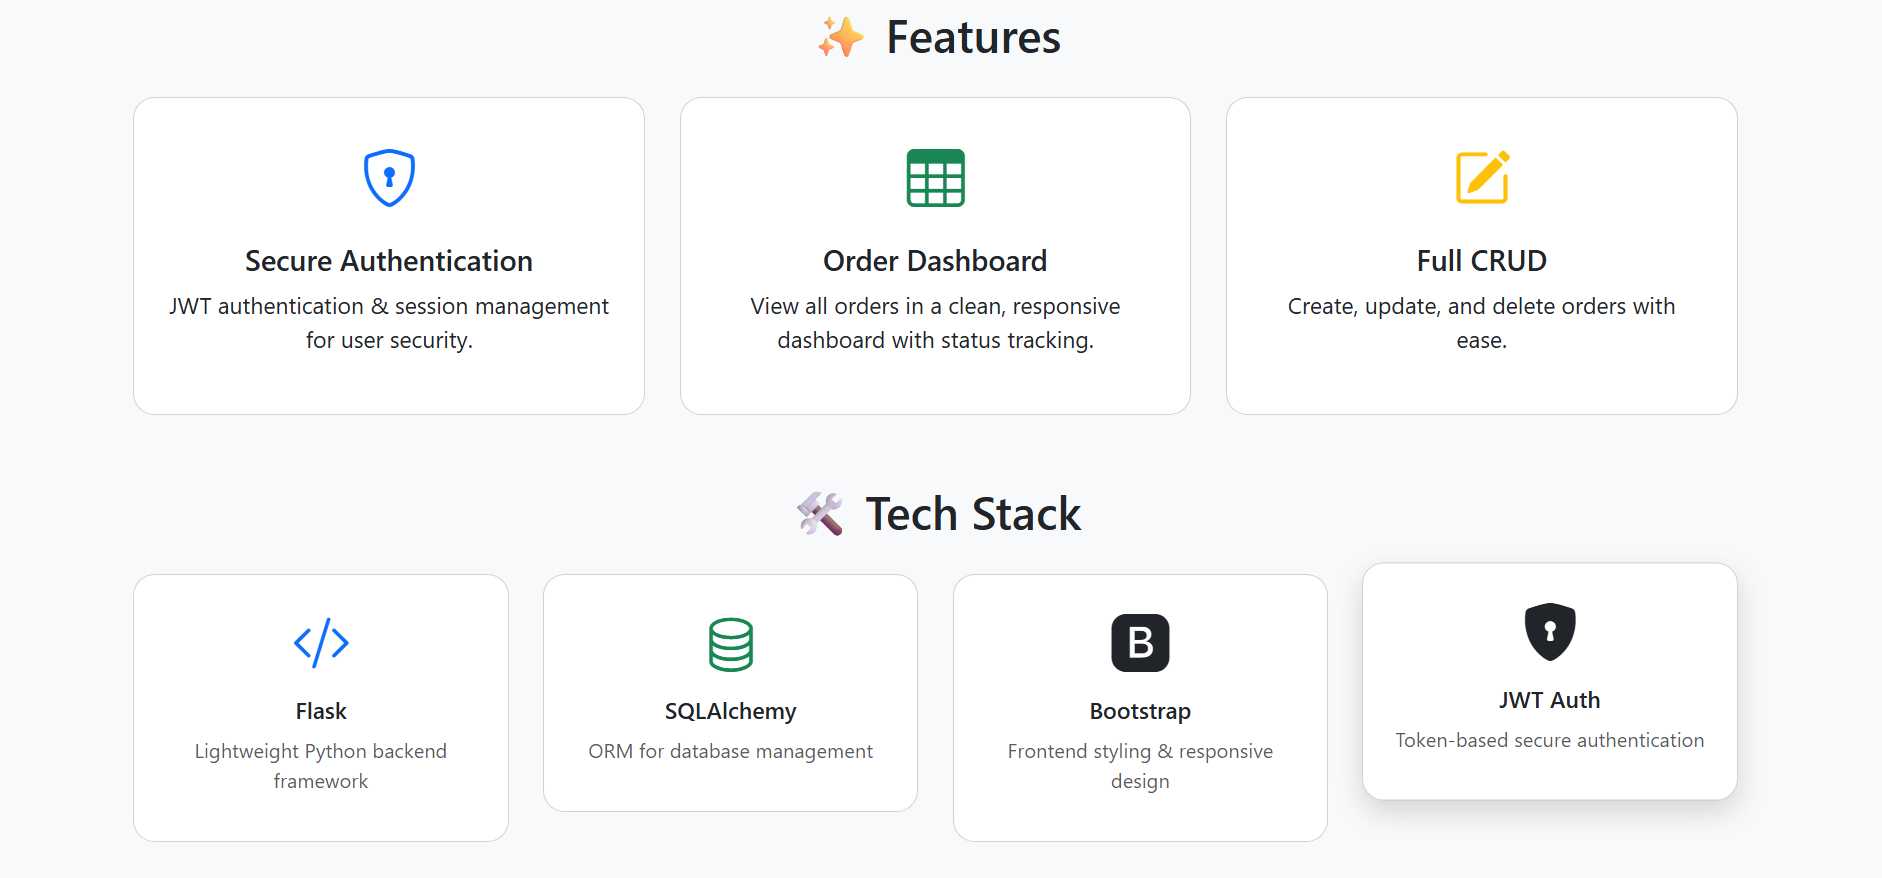 ✨ Features
Secure Authentication
JWT authentication & session management
for user security.
Order Dashboard
View all orders in a clean, responsive
dashboard with status tracking.
Full CRUD
Create, update, and delete orders with
ease.
🛠️ Tech Stack
</>
Flask
Lightweight Python backend
framework
SQLAlchemy
ORM for database management
B
Bootstrap
Frontend styling & responsive
design
JWT Auth
Token-based secure authentication